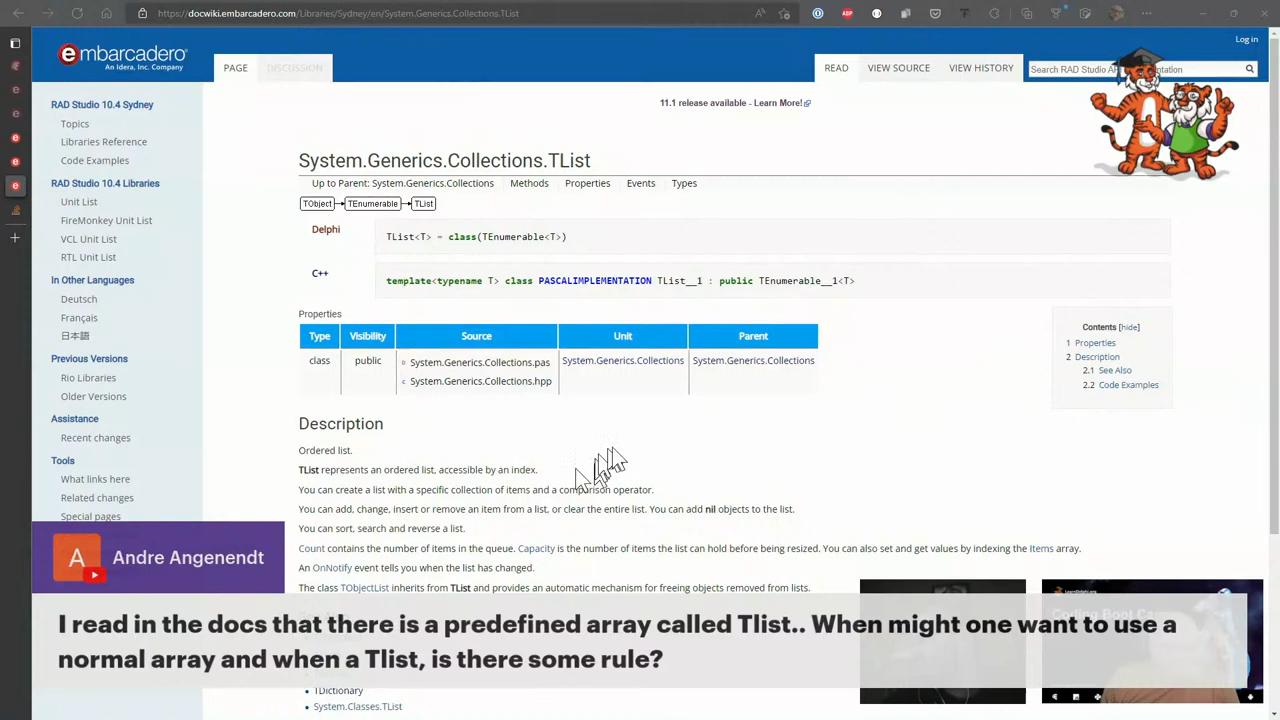 https://docwiki.embarcadero.com/Libraries/Sydney/en/System.Generics.Collections.TList
embarcadero
An Idera, Inc. Company
PAGE
DISCUSSION
READ
VIEW SOURCE
VIEW HISTORY
Log in
Search RAD Studio AP entation
RAD Studio 10.4 Sydney
Topics
Libraries Reference
Code Examples
RAD Studio 10.4 Libraries
Unit List
FireMonkey Unit List
VCL Unit List
RTL Unit List
In Other Languages
Deutsch
Français
日本語
Previous Versions
Rio Libraries
Older Versions
Assistance
Recent changes
Tools
What links here
Related changes
Special pages
11.1 release available - Learn More!
System.Generics.Collections.TList
Up to Parent: System.Generics.Collections Methods Properties Events Types
TObject TEnumerable TList
Delphi
TList<T> = class(TEnumerable<T>)
C++
template<typename T> class PASCALIMPLEMENTATION TList__1 : public TEnumerable__1<T>
Properties
Type Visibility Source Unit Parent
class public System.Generics.Collections.pas System.Generics.Collections System.Generics.Collections
System.Generics.Collections.hpp
Contents [hide]
1 Properties
2 Description
2.1 See Also
2.2 Code Examples
Description
Ordered list.
TList represents an ordered list, accessible by an index.
You can create a list with a specific collection of items and a comparison operator.
You can add, change, insert or remove an item from a list, or clear the entire list. You can add nil objects to the list.
You can sort, search and reverse a list.
Count contains the number of items in the queue. Capacity is the number of items the list can hold before being resized. You can also set and get values by indexing the Items array.
An OnNotify event tells you when the list has changed.
The class TObjectList inherits from TList and provides an automatic mechanism for freeing objects removed from lists.
TDictionary
System.Classes.TList
A
Andre Angenendt
I read in the docs that there is a predefined array called Tlist.. When might one want to use a
normal array and when a Tlist, is there some rule?
LearnDelphi.org